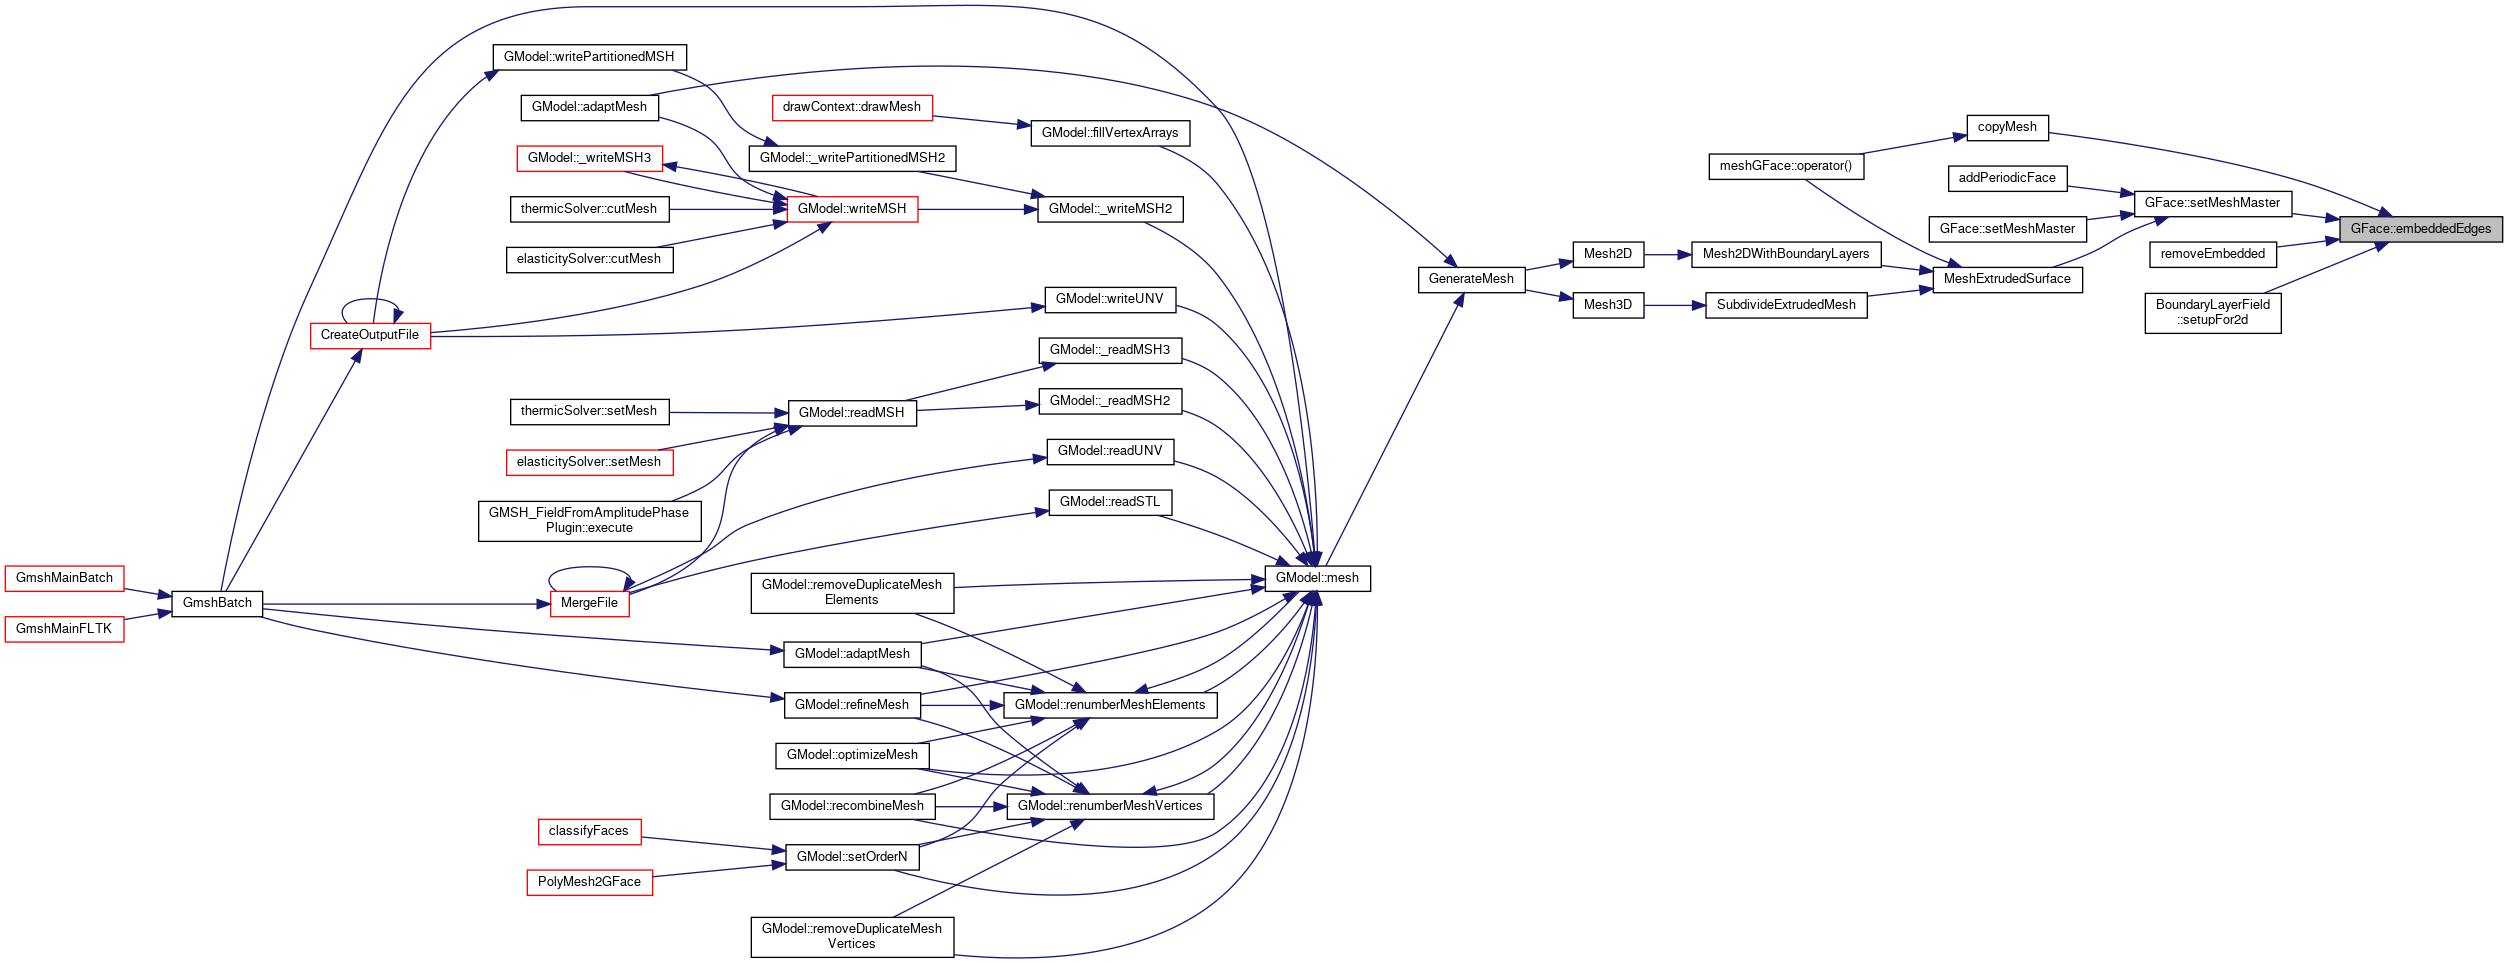 GModel::writePartitionedMSH
GModel::adaptMesh
drawContext::drawMesh
GModel::fillVertexArrays
copyMesh
GModel::_writeMSH3
GModel::_writePartitionedMSH2
meshGFace::operator()
addPeriodicFace
thermicSolver::cutMesh
GModel::writeMSH
GModel::_writeMSH2
GFace::setMeshMaster
GFace::setMeshMaster
GFace::embeddedEdges
elasticitySolver::cutMesh
Mesh2D
Mesh2DWithBoundaryLayers
removeEmbedded
GenerateMesh
MeshExtrudedSurface
GModel::writeUNV
Mesh3D
SubdivideExtrudedMesh
BoundaryLayerField
::setupFor2d
CreateOutputFile
GModel::_readMSH3
GModel::_readMSH2
thermicSolver::setMesh
GModel::readMSH
GModel::readUNV
elasticitySolver::setMesh
GModel::readSTL
GMSH_FieldFromAmplitudePhase
Plugin::execute
GmshMainBatch
GModel::mesh
GModel::removeDuplicateMesh
Elements
GmshBatch
MergeFile
GmshMainFLTK
GModel::adaptMesh
GModel::refineMesh
GModel::renumberMeshElements
GModel::optimizeMesh
GModel::recombineMesh
GModel::renumberMeshVertices
classifyFaces
GModel::setOrderN
PolyMesh2GFace
GModel::removeDuplicateMesh
Vertices